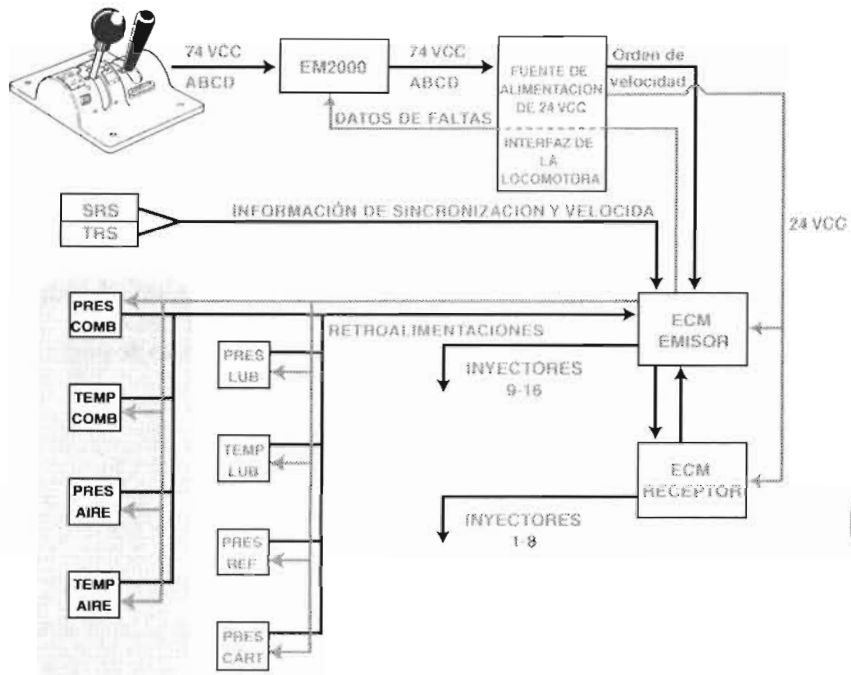 74 VCC
ABCD
EM2000
74 VCC
ABCD
FUENTE DE
ALIMENTACION
DE 24 VCC
INTERFAZ DE
LA
LOCOMOTORA
Orden de
velocidad
DATOS DE FALTAS
SRS
TRS
INFORMACIÓN DE SINCRONIZACION Y VELOCIDA
24 VCC
PRES
COMB
RETROALIMENTACIONES
ECM
EMISOR
PRES
LUB
INYECTORES
9-16
TEMP
COMB
TEMP
LUB
ECM
RECEPTOR
PRES
AIRE
INYECTORES
1-8
PRES
REF
TEMP
AIRE
PRES
CÁRT